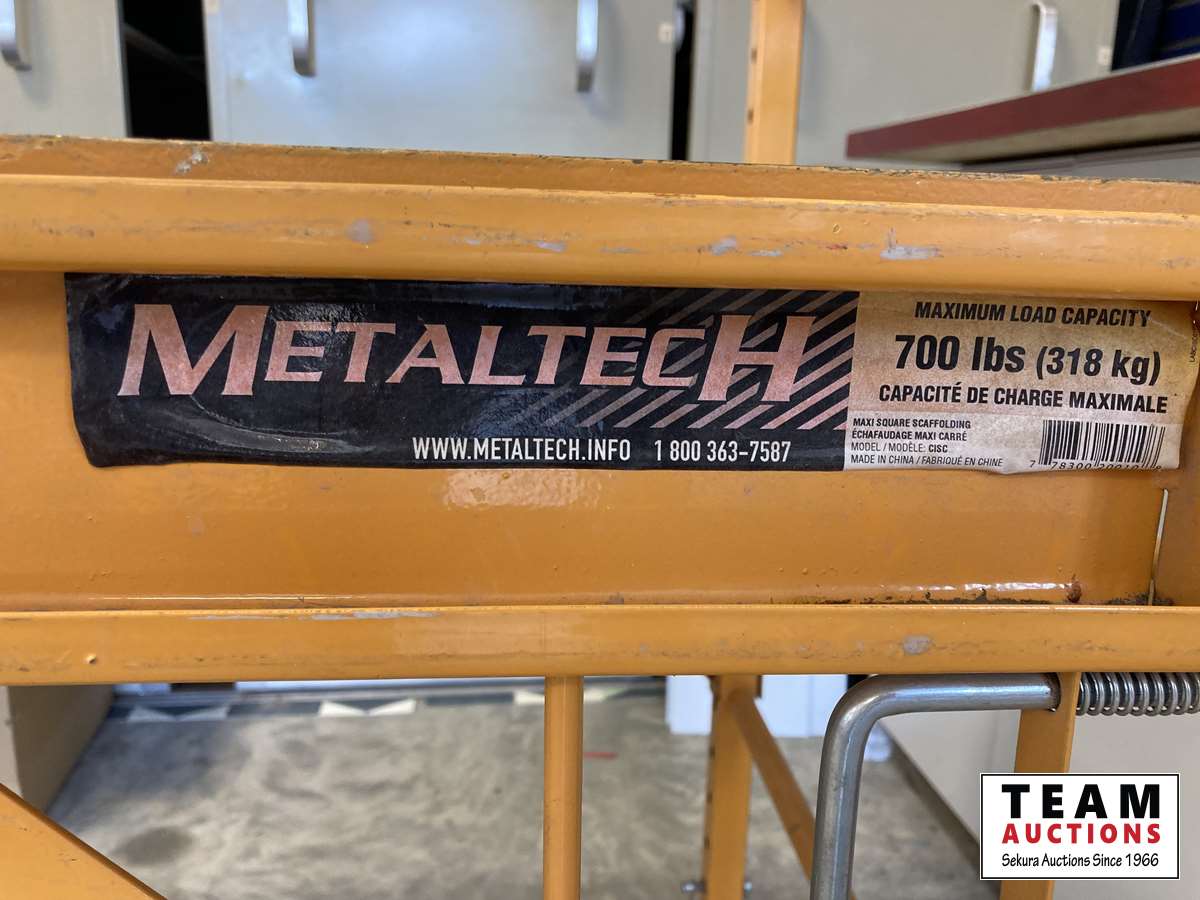 METALTECH
WWW.METALTECH.INFO 1 800 363-7587
MAXIMUM LOAD CAPACITY
700 lbs (318 kg)
CAPACITÉ DE CHARGE MAXIMALE
MAXI SQUARE SCAFFOLDING
ÉCHAFAUDAGE MAXI CARRÉ
MODEL / MODÈLE: CISC
MADE IN CHINA / FABRIQUÉ EN CHINE
TEAM
AUCTIONS
Sekura Auctions Since 1966